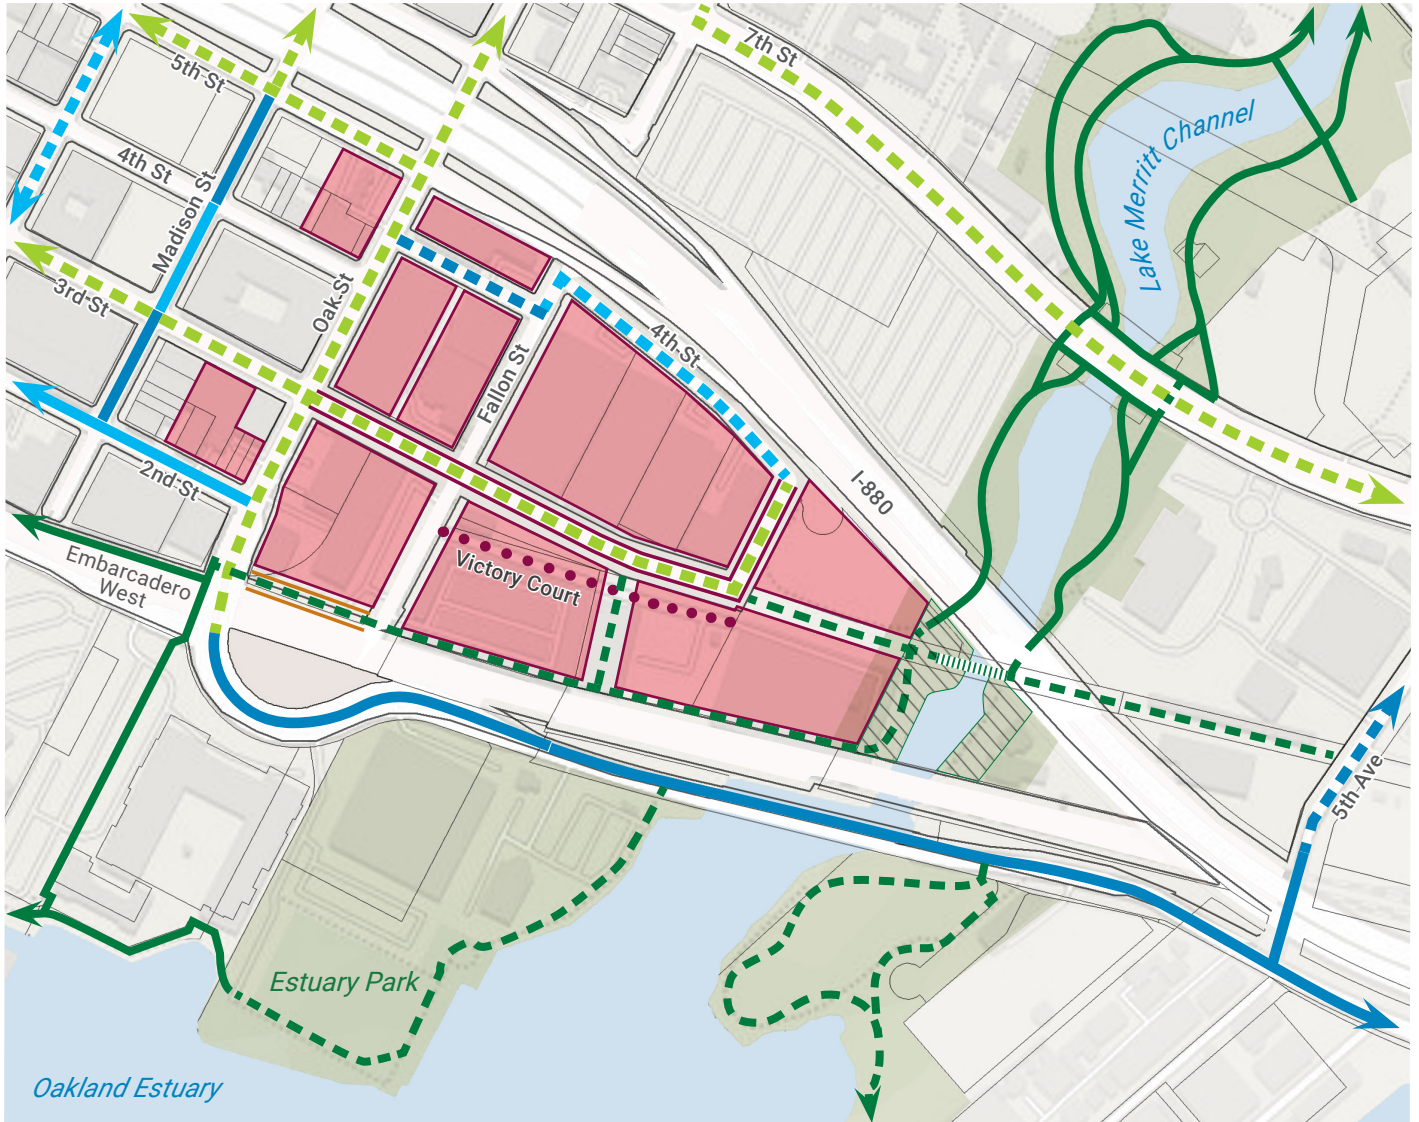 7th St
5th St
Lake Merritt Channel
4th St
Madison St
3rd St
Oak St
4th St
Fallon St
2nd St
I-880
Embarcadero
West
Victory Court
5th Ave
Estuary Park
Oakland Estuary